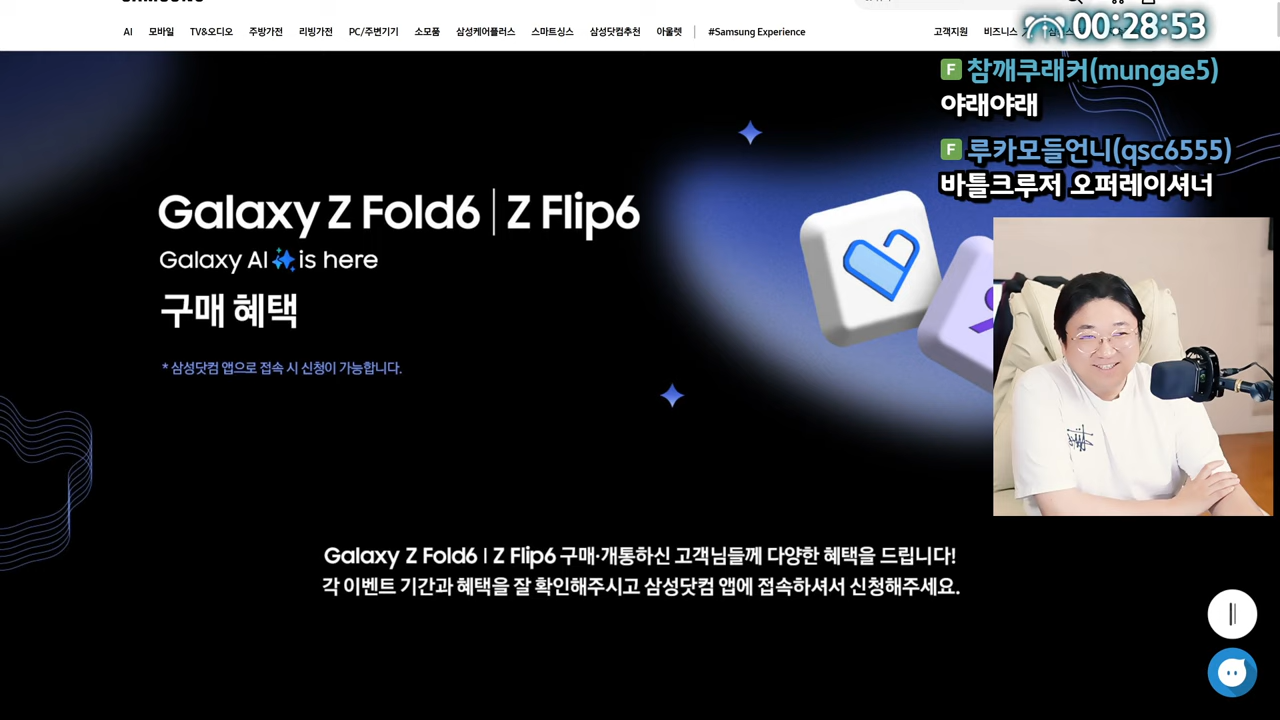 SAMSUNG
AI 모바일 TV&오디오 주방가전 리빙가전 PC/주변기기 소모품 삼성케어플러스 스마트싱스 삼성닷컴추천 아울렛 #Samsung Experience 고객지원 비즈니스
00:28:53
F 참깨쿠래커(mungae5)
야래야래
F 루카모들언니(qsc6555)
바틀크루저 오퍼레이셔너
Galaxy Z Fold6 | Z Flip6
Galaxy AI is here
구매 혜택
* 삼성닷컴 앱으로 접속 시 신청이 가능합니다.
Galaxy Z Fold6 | Z Flip6 구매·개통하신 고객님들께 다양한 혜택을 드립니다!
각 이벤트 기간과 혜택을 잘 확인해주시고 삼성닷컴 앱에 접속하셔서 신청해주세요.